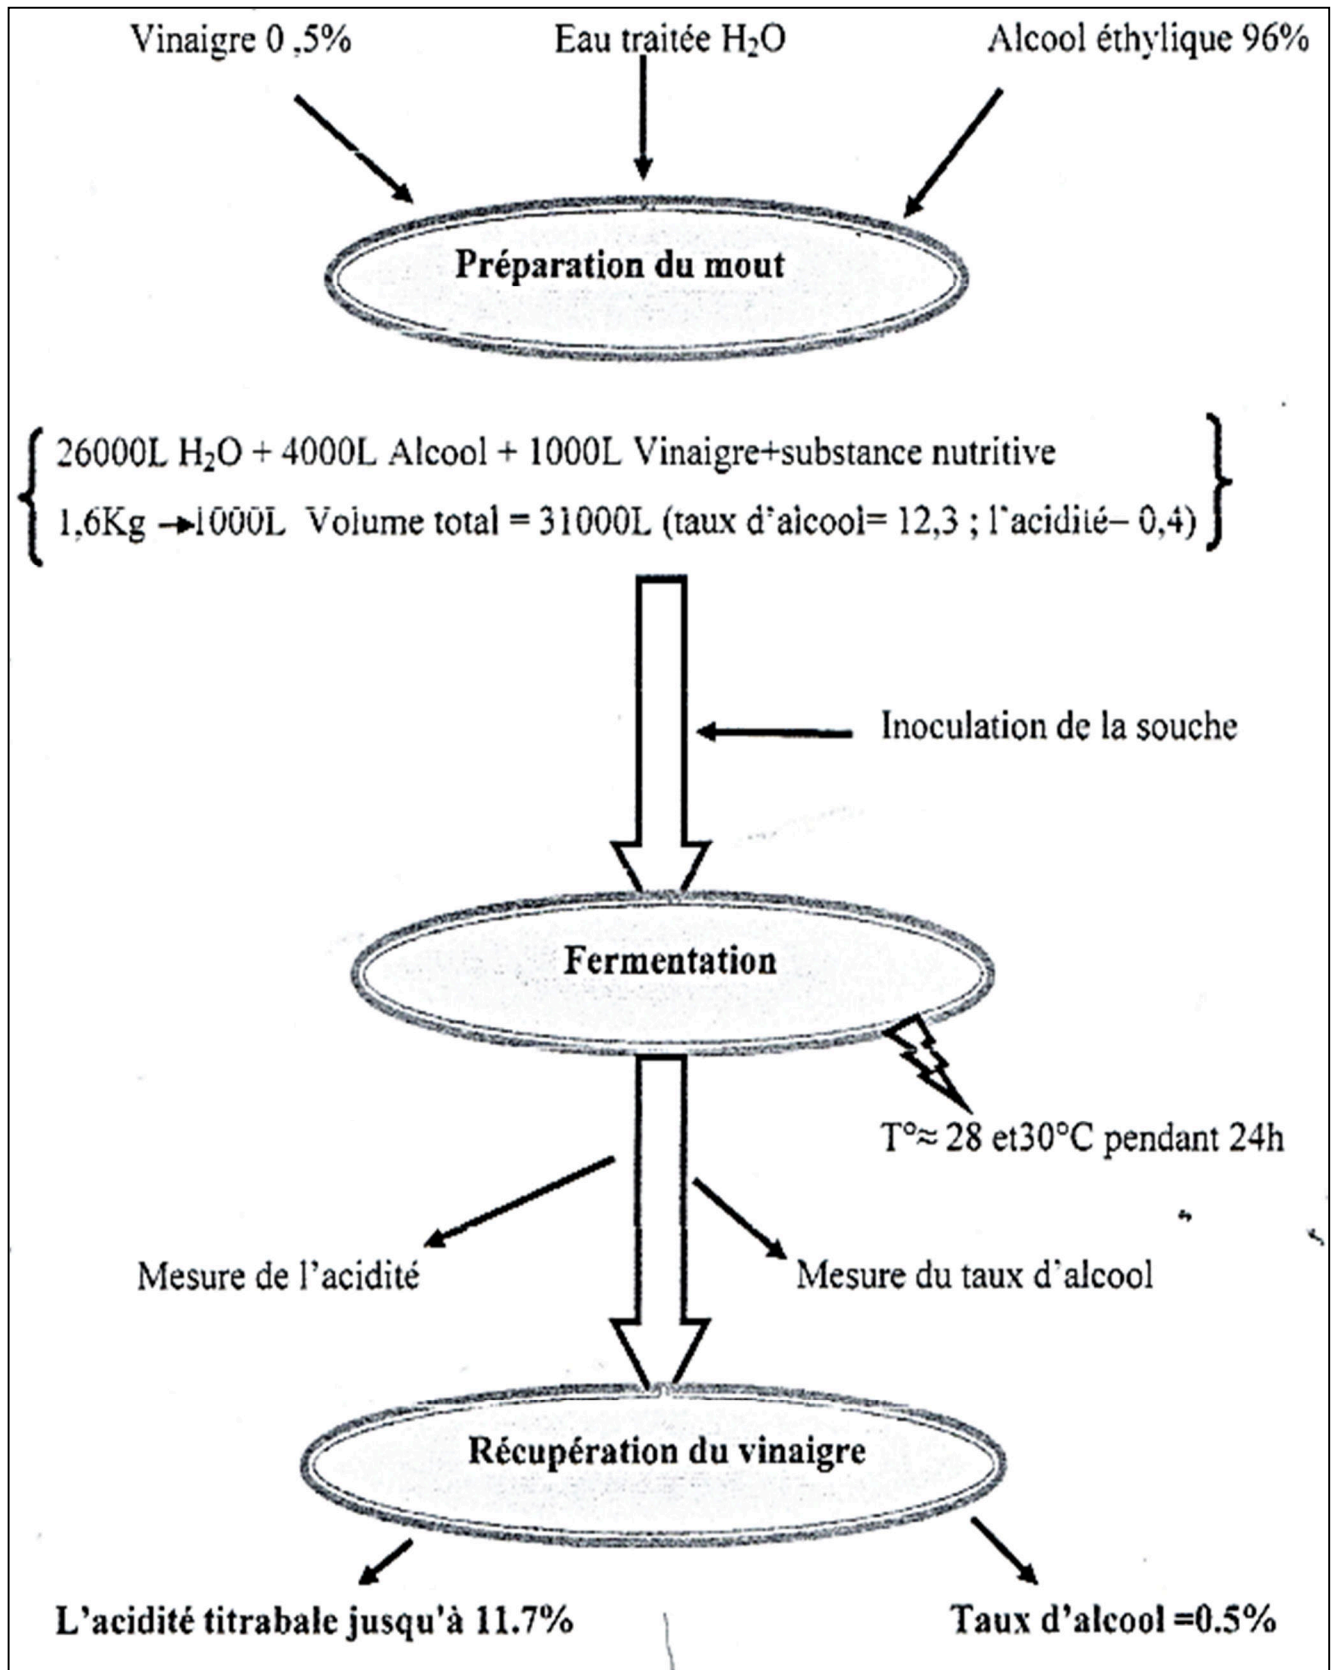 Vinaigre 0 ,5% Eau traitée H₂O Alcool éthylique 96%
Préparation du mout
26000L H₂O + 4000L Alcool + 1000L Vinaigre+substance nutritive
1,6Kg →1000L Volume total = 31000L (taux d'alcool= 12,3 ; l'acidité– 0,4)
Inoculation de la souche
Fermentation
T°≈ 28 et30°C pendant 24h
Mesure de l'acidité Mesure du taux d'alcool
Récupération du vinaigre
L'acidité titrabale jusqu'à 11.7% Taux d'alcool =0.5%